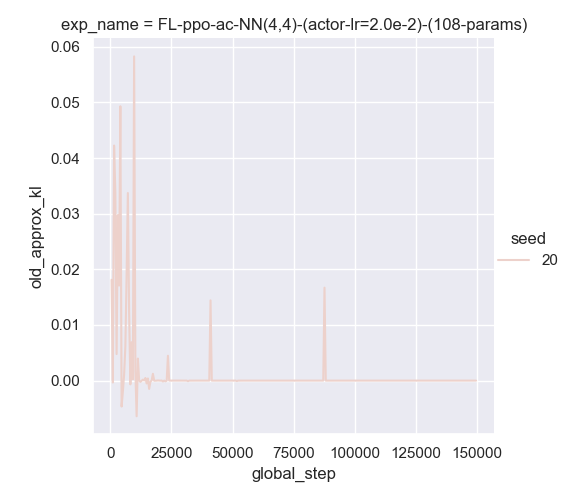 exp_name = FL-ppo-ac-NN(4,4)-(actor-lr=2.0e-2)-(108-params)
0.06
0.05
0.04
0.03
0.02
0.01
0.00
old_approx_kl
seed
20
0 25000 50000 75000 100000 125000 150000
global_step